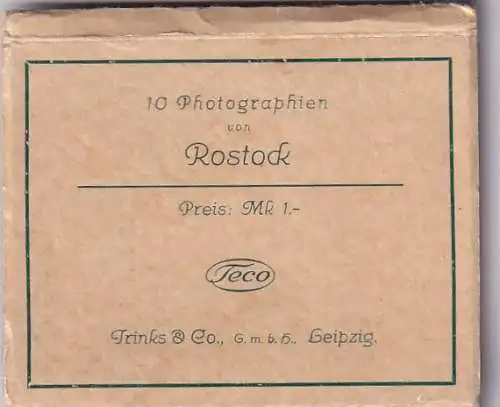 10 Photographien
von
Rostock
Preis: Mk 1.-
Teco
Trinks & Co., G. m. b. H., Leipzig.